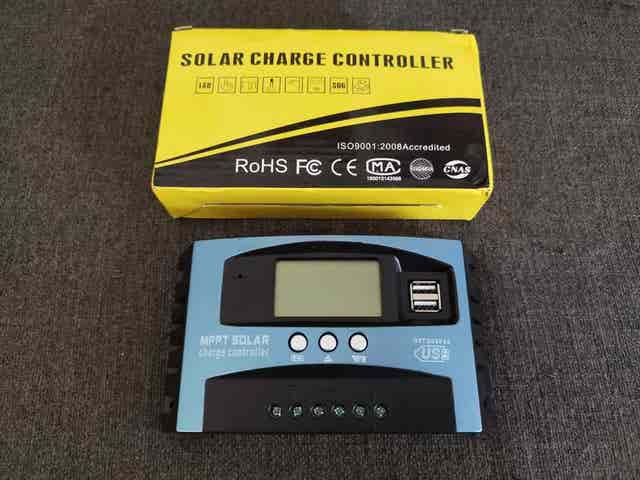 SOLAR CHARGE CONTROLLER
ISO9001:2008Accredited
RoHS FC CE MA CNAS
MPPT SOLAR
charge controller
USB